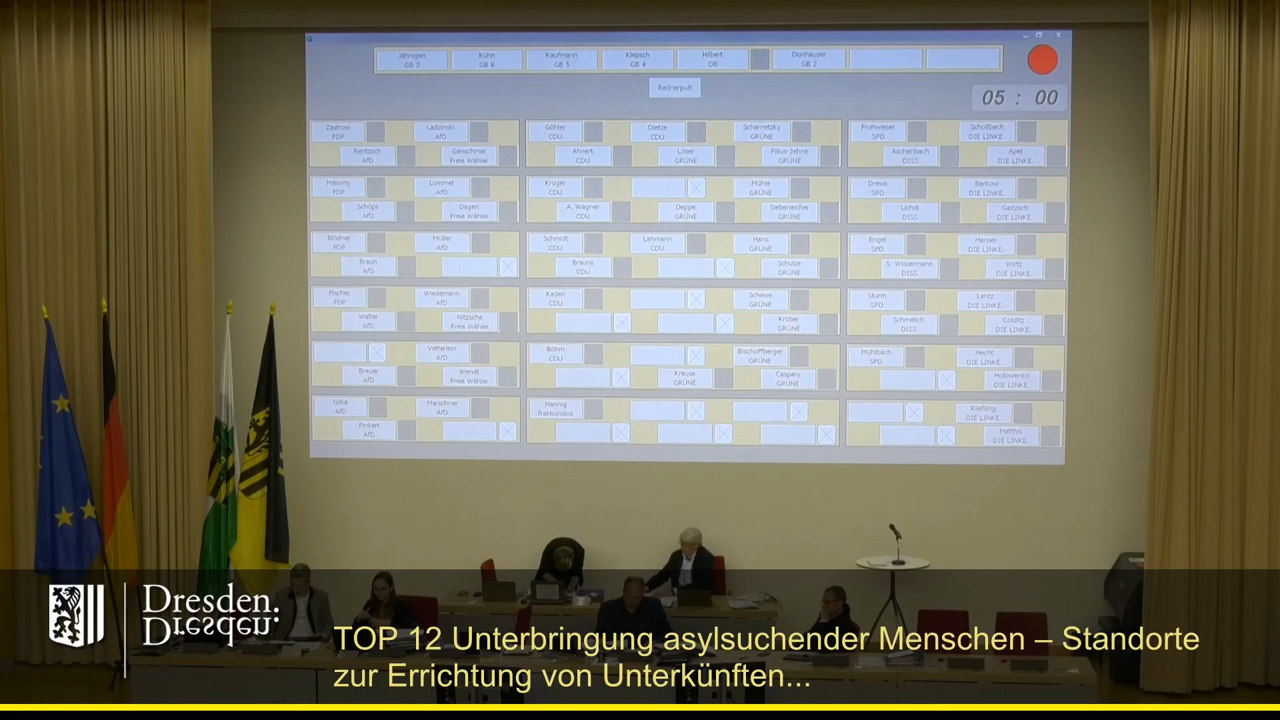 Jähnigen Kühn Kaufmann Klepsch Hilbert Donhauser
GB 7 GB 6 GB 5 GB 4 OB GB 2
Rednerpult
05 : 00
Zastrow Ladzinski Göhler Dietze Scharnetzky Frohwieser Schollbach
FDP AfD CDU CDU GRÜNE SPD DIE LINKE.
Rentzsch Genschmar Ahnert Löser Filius-Jehne Aschenbach Apel
AfD Freie Wähler CDU GRÜNE GRÜNE DISS DIE LINKE.
Malorny Lommel Krüger Mühle Drews Barkow
FDP AfD CDU GRÜNE SPD DIE LINKE.
Schöps Dagen A. Wagner Deppe Siebeneicher Lichdi Gaitzsch
AfD Freie Wähler CDU GRÜNE GRÜNE DISS DIE LINKE.
Blödner Müller Schmidt Lehmann Hans Engel Hanser
FDP AfD CDU CDU GRÜNE SPD DIE LINKE.
Braun Brauns Schulze S. Wissermann Wirtz
AfD CDU GRÜNE DISS DIE LINKE.
Fischer Wiedemann Kaden Schewe Sturm Lentz
FDP AfD CDU GRÜNE SPD DIE LINKE.
Walter Nitzsche Kröber Schmelich Colditz
AfD Freie Wähler GRÜNE DISS DIE LINKE.
Vetterlein Böhm Bischoffberger Mühlbach Hecht
AfD CDU GRÜNE SPD DIE LINKE.
Breuer Wendt Krause Caspary Holowenko
AfD Freie Wähler GRÜNE GRÜNE DIE LINKE.
Gilke Marschner Hannig Kießling
AfD AfD fraktionslos DIE LINKE.
Pinkert Matthis
AfD DIE LINKE.
Dresden.
Dresden.
TOP 12 Unterbringung asylsuchender Menschen – Standorte
zur Errichtung von Unterkünften...